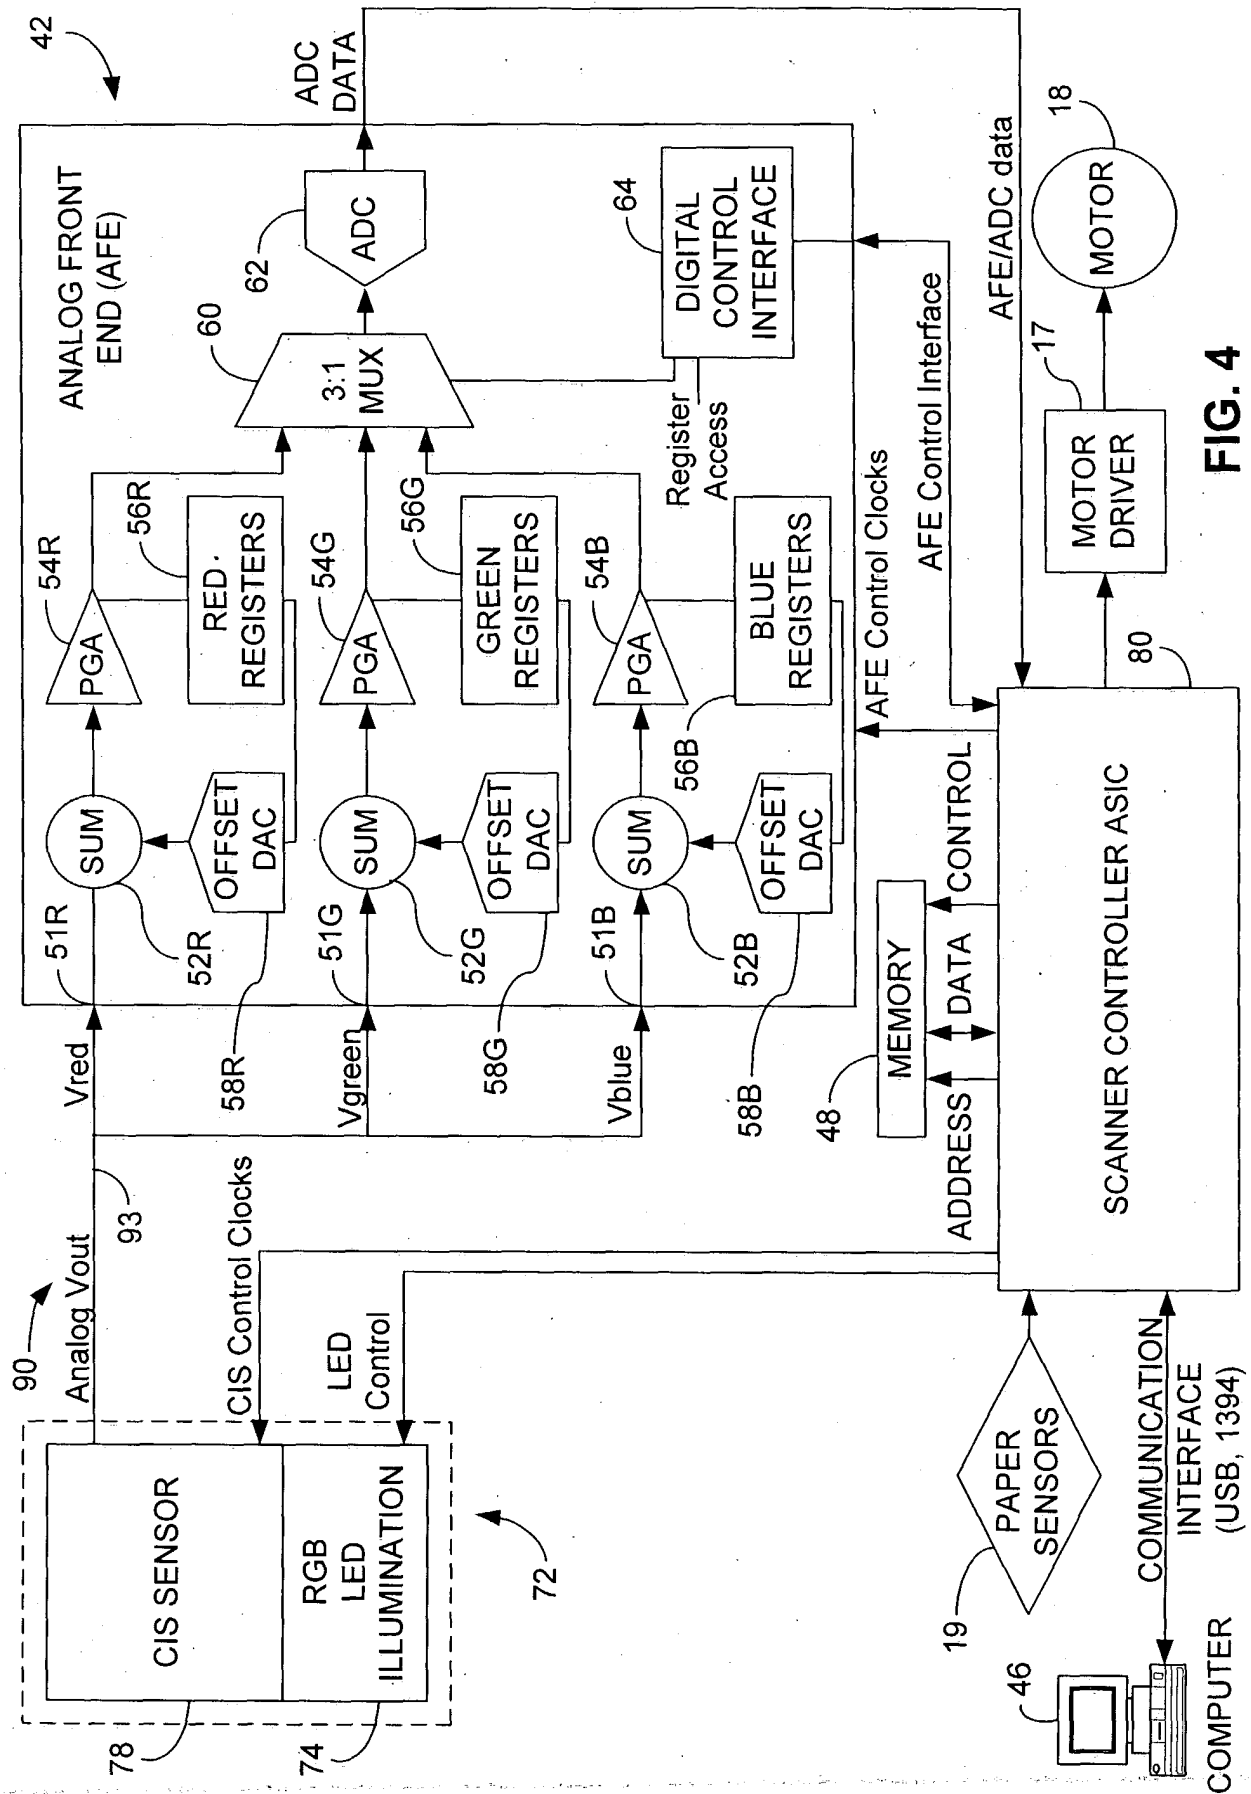 90
Analog Vout
93
CIS SENSOR
78
RGB
LED
ILLUMINATION
74
72
CIS Control Clocks
LED
Control
Vred
Vgreen
Vblue
42
ANALOG FRONT
END (AFE)
51R
SUM
52R
OFFSET
DAC
58R
PGA
54R
RED
REGISTERS
56R
51G
SUM
52G
OFFSET
DAC
58G
PGA
54G
GREEN
REGISTERS
56G
51B
SUM
52B
OFFSET
DAC
58B
PGA
54B
BLUE
REGISTERS
56B
3:1
MUX
60
ADC
62
ADC
DATA
DIGITAL
CONTROL
INTERFACE
64
Register
Access
AFE Control Clocks
AFE Control Interface
AFE/ADC data
MEMORY
48
ADDRESS
DATA
CONTROL
SCANNER CONTROLLER ASIC
80
MOTOR
DRIVER
17
MOTOR
18
PAPER
SENSORS
19
COMMUNICATION
INTERFACE
(USB, 1394)
46
COMPUTER
FIG. 4